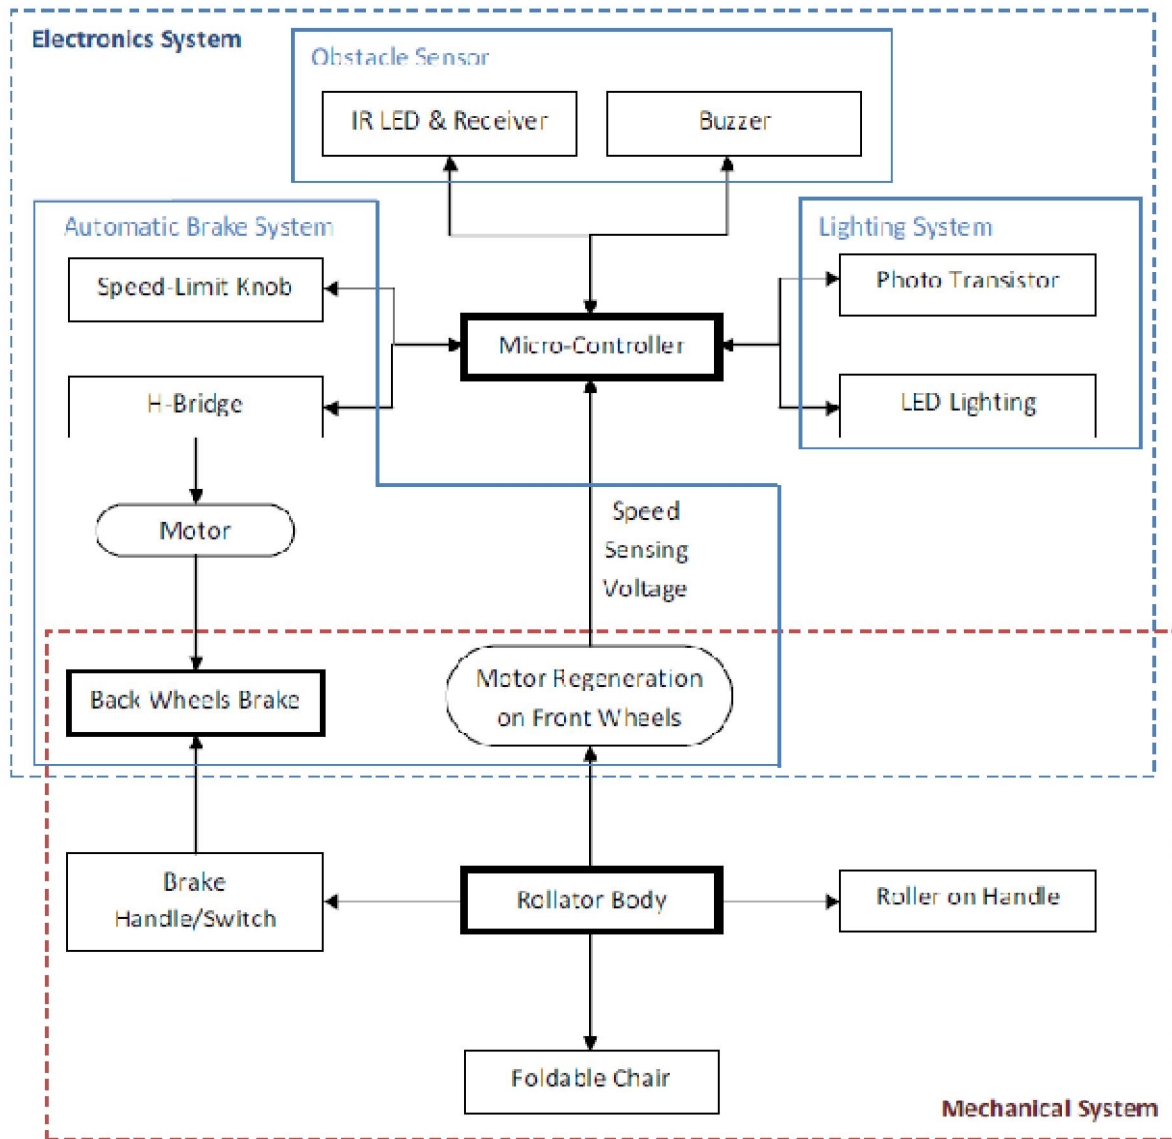 Electronics System
Obstacle Sensor
IR LED & Receiver
Buzzer
Automatic Brake System
Lighting System
Speed-Limit Knob
Photo Transistor
Micro-Controller
H-Bridge
LED Lighting
Motor
Speed
Sensing
Voltage
Back Wheels Brake
Motor Regeneration
on Front Wheels
Brake
Handle/Switch
Rollator Body
Roller on Handle
Foldable Chair
Mechanical System